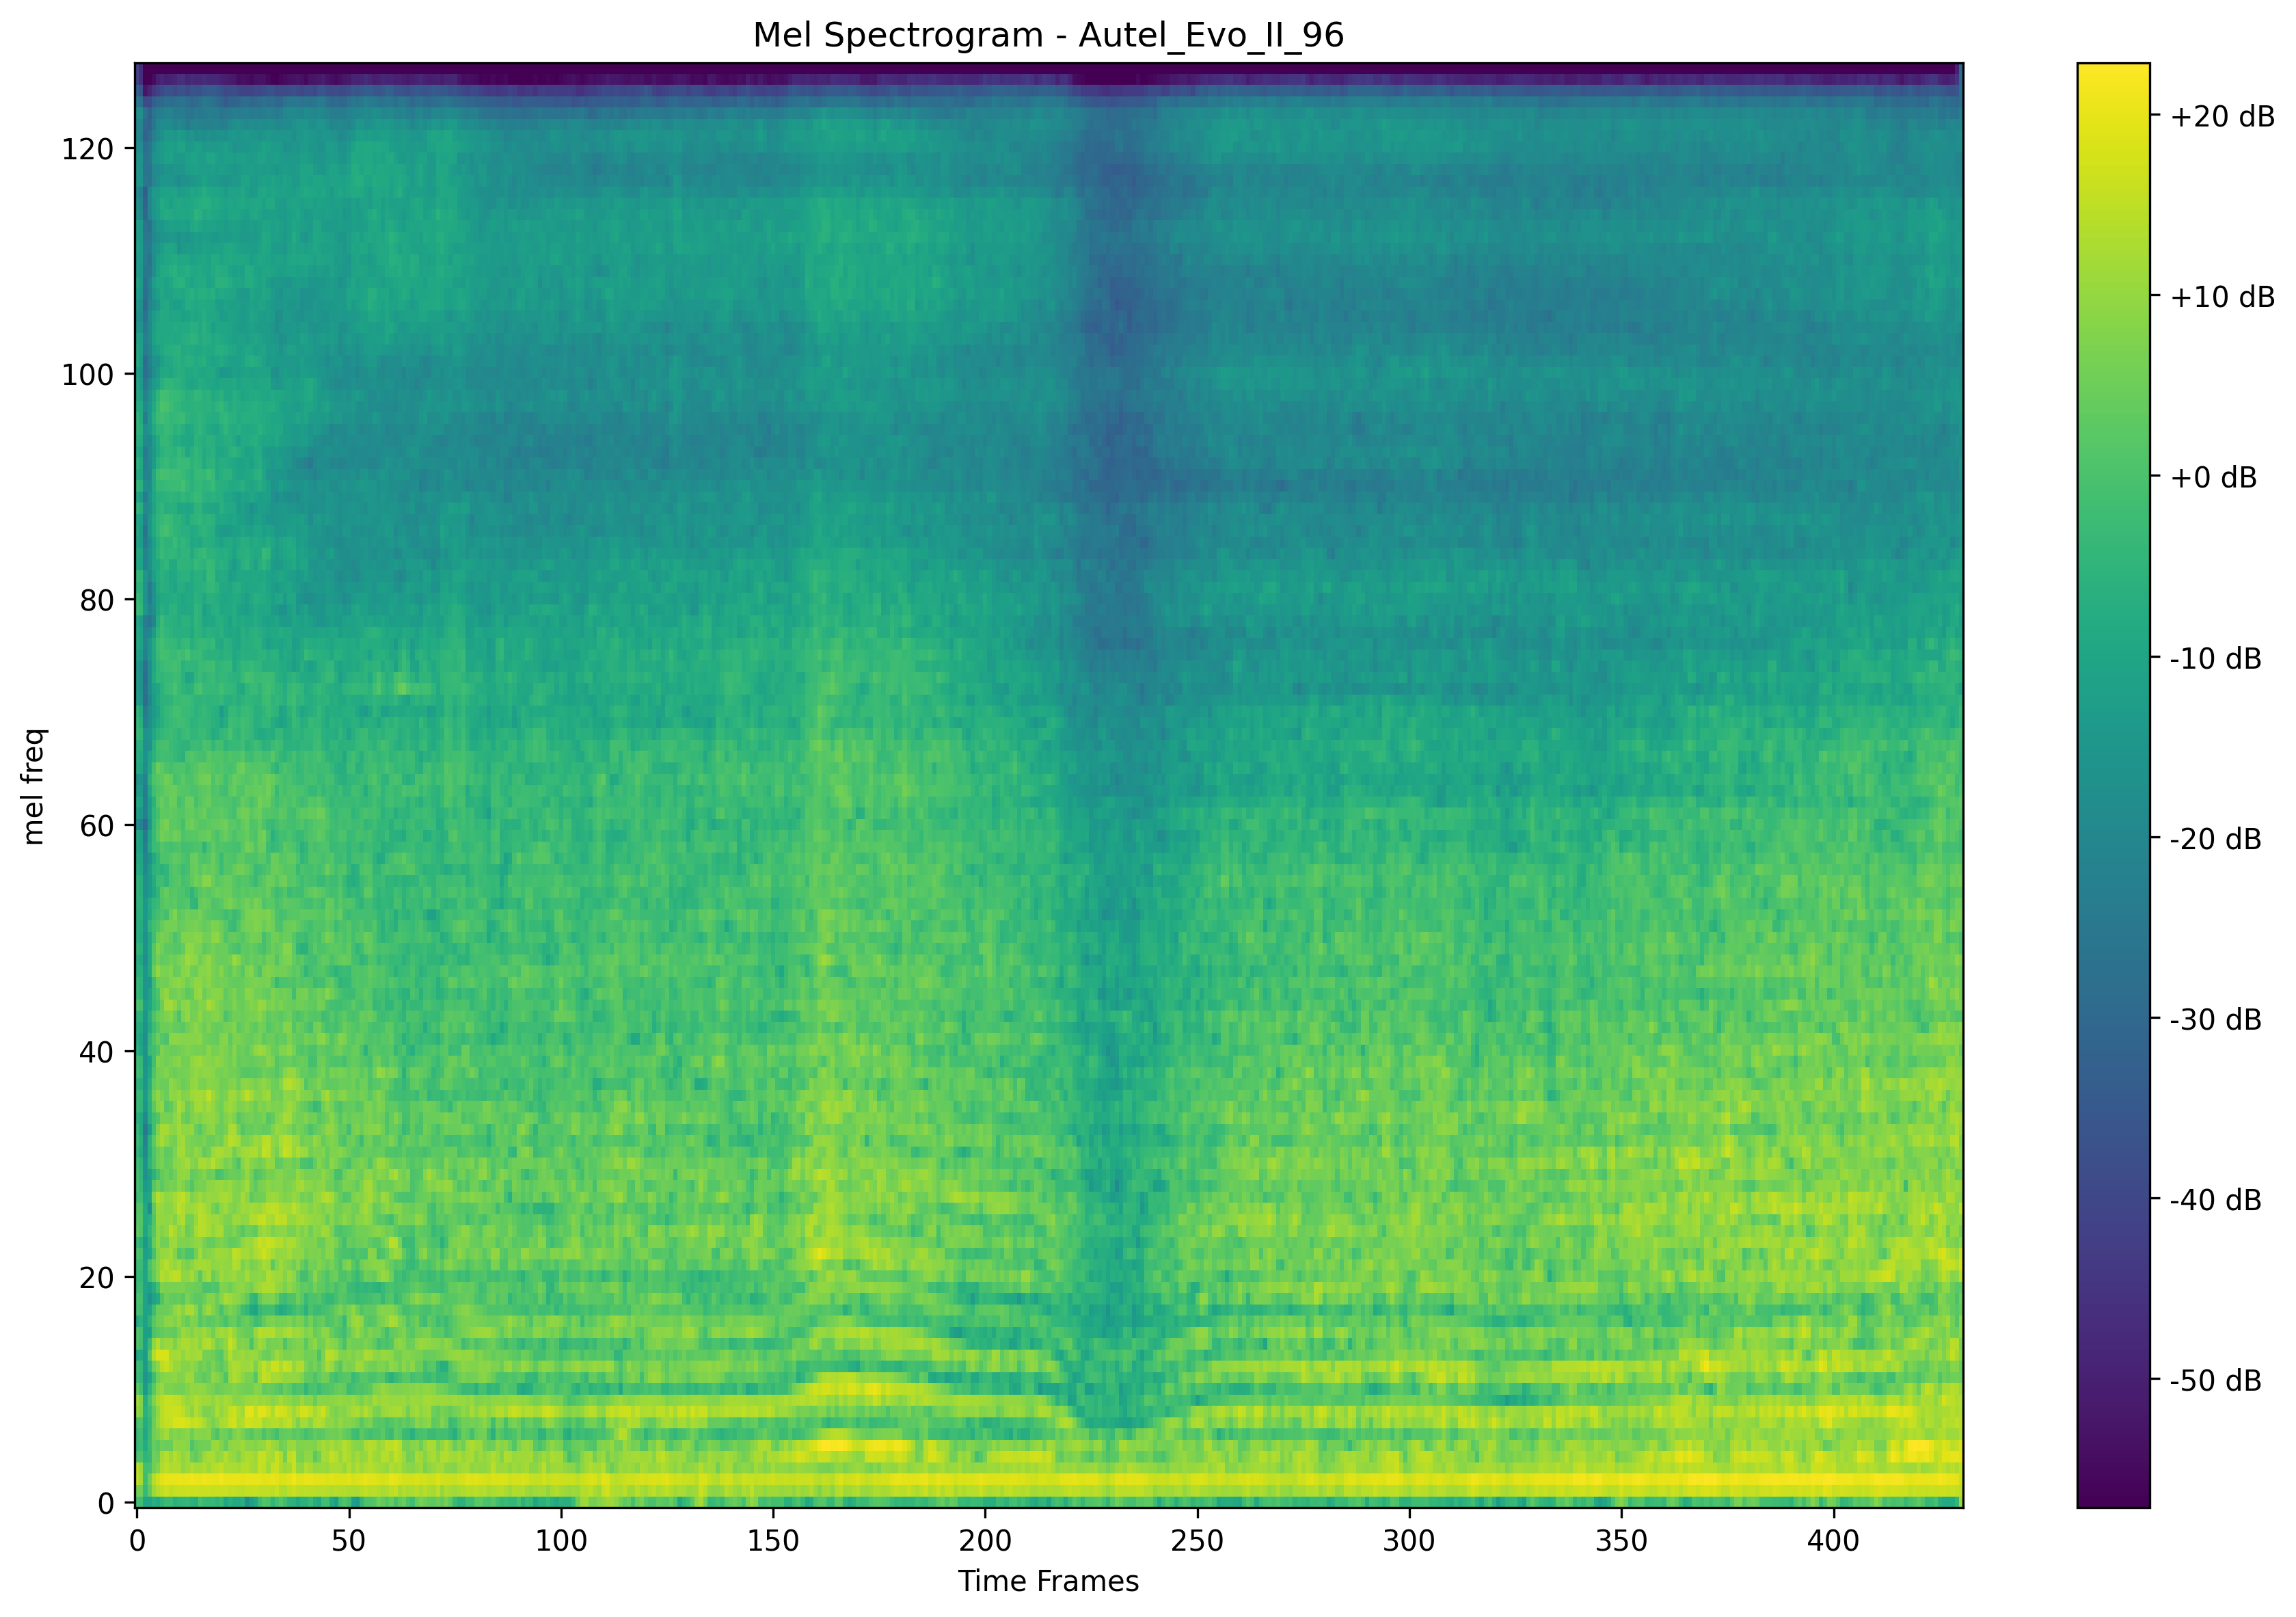 Mel Spectrogram - Autel_Evo_II_96
mel freq
120
100
80
60
40
20
0
0 50 100 150 200 250 300 350 400
Time Frames
+20 dB
+10 dB
+0 dB
-10 dB
-20 dB
-30 dB
-40 dB
-50 dB